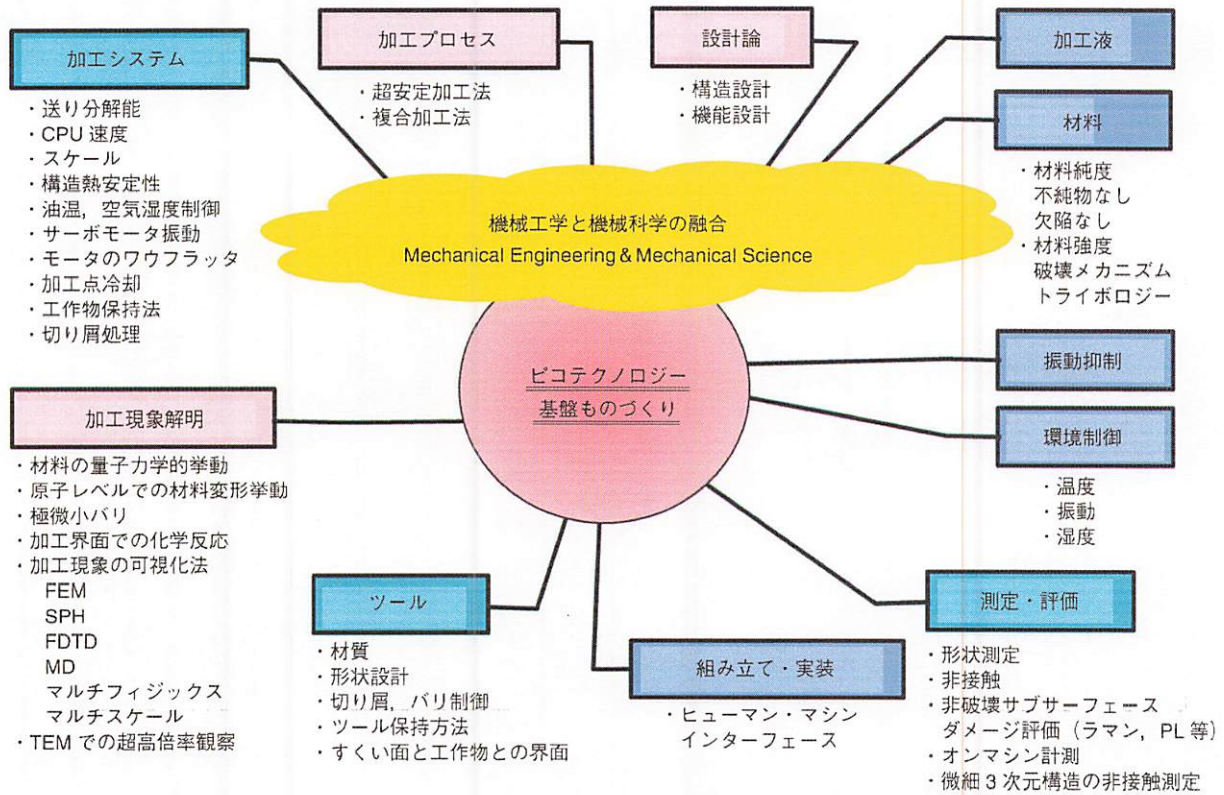 加工システム
・送り分解能
・CPU 速度
・スケール
・構造熱安定性
・油温，空気湿度制御
・サーボモータ振動
・モータのワウフラッタ
・加工点冷却
・工作物保持法
・切り屑処理
加工プロセス
・超安定加工法
・複合加工法
設計論
・構造設計
・機能設計
加工液
材料
・材料純度
不純物なし
欠陥なし
・材料強度
破壊メカニズム
トライボロジー
機械工学と機械科学の融合
Mechanical Engineering & Mechanical Science
ピコテクノロジー
基盤ものづくり
振動抑制
環境制御
・温度
・振動
・湿度
加工現象解明
・材料の量子力学的挙動
・原子レベルでの材料変形挙動
・極微小バリ
・加工界面での化学反応
・加工現象の可視化法
FEM
SPH
FDTD
MD
マルチフィジックス
マルチスケール
・TEM での超高倍率観察
ツール
・材質
・形状設計
・切り屑，バリ制御
・ツール保持方法
・すくい面と工作物との界面
組み立て・実装
・ヒューマン・マシン
インターフェース
測定・評価
・形状測定
・非接触
・非破壊サブサーフェース
ダメージ評価（ラマン，PL 等）
・オンマシン計測
・微細 3 次元構造の非接触測定